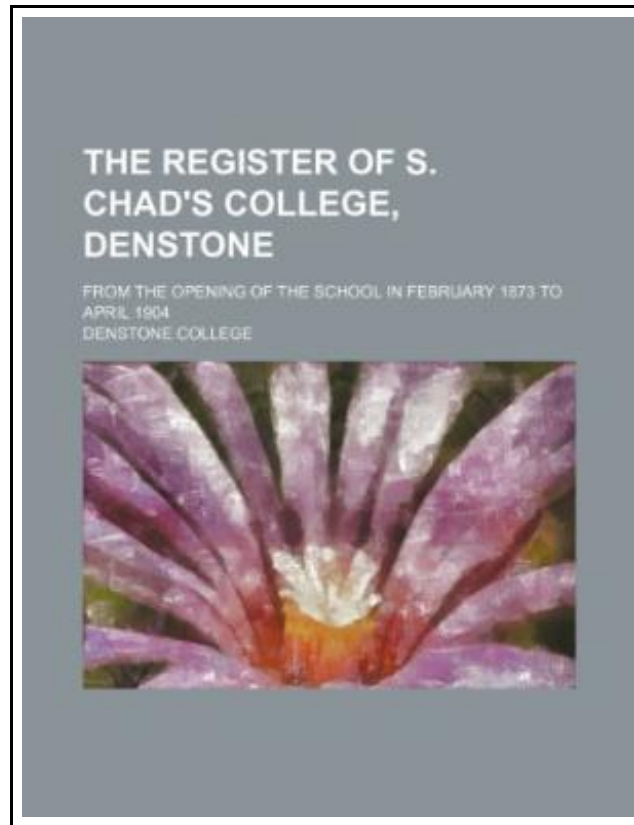 THE REGISTER OF S.
CHAD'S COLLEGE,
DENSTONE
FROM THE OPENING OF THE SCHOOL IN FEBRUARY 1873 TO
APRIL 1904
DENSTONE COLLEGE